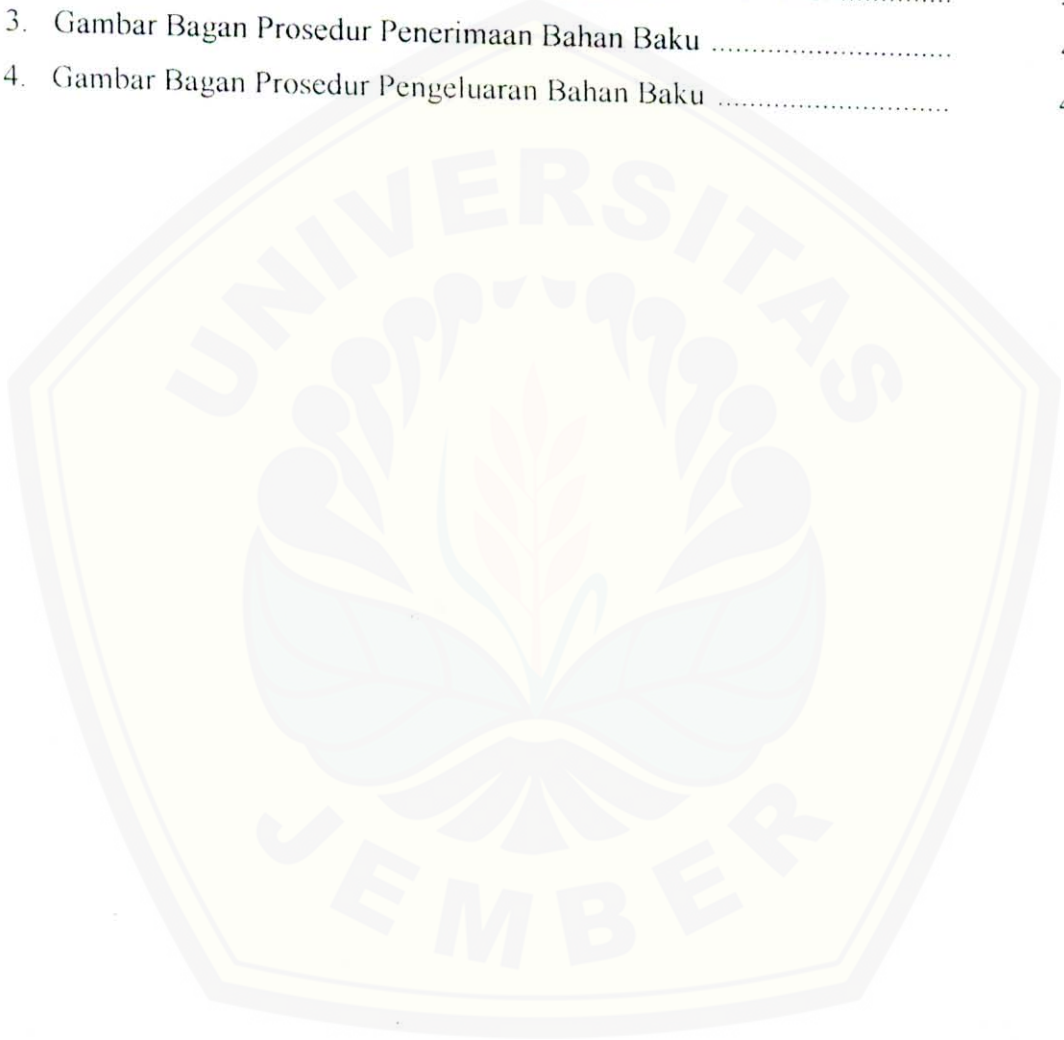 3. Gambar Bagan Prosedur Penerimaan Bahan Baku ..............................
4. Gambar Bagan Prosedur Pengeluaran Bahan Baku .............................
UNIVERSITAS
JEMBER